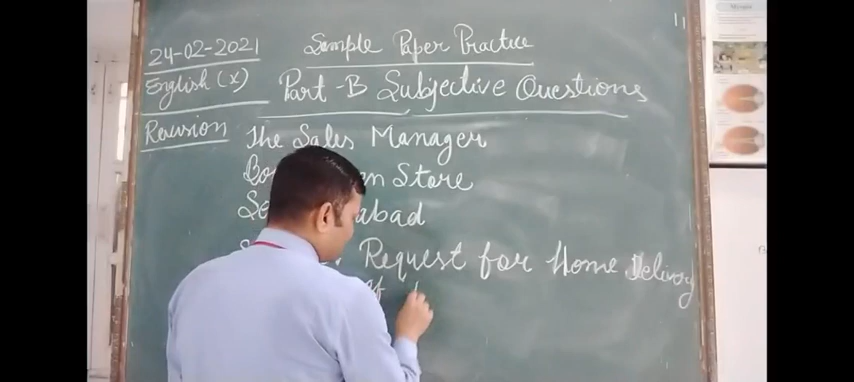 24-02-2021 Sample Paper Practice
English (X) Part-B Subjective Questions
Revision The Sales Manager
Store
Request for Home Delivery